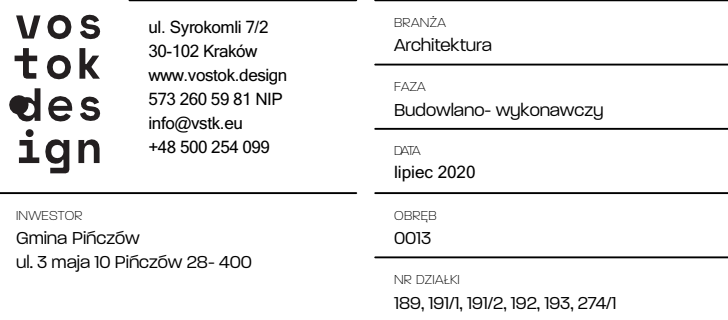 vos
tok
des
ign
ul. Syrokomli 7/2
30-102 Kraków
www.vostok.design
573 260 59 81 NIP
info@vstk.eu
+48 500 254 099
INWESTOR
Gmina Pińczów
ul. 3 maja 10 Pińczów 28- 400
BRANŻA
Architektura
FAZA
Budowlano- wykonawczy
DATA
lipiec 2020
OBRĘB
0013
NR DZIAŁKI
189, 191/1, 191/2, 192, 193, 274/1